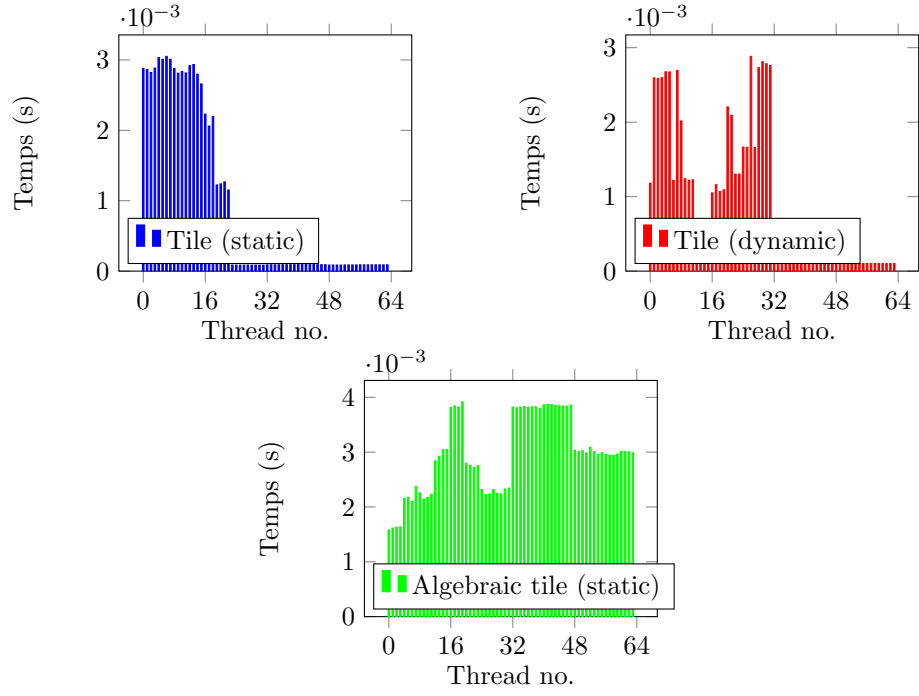 ·10−3
Temps (s)
3
2
1
0
Tile (static)
0 16 32 48 64
Thread no.
·10−3
Temps (s)
3
2
1
0
Tile (dynamic)
0 16 32 48 64
Thread no.
·10−3
Temps (s)
4
3
2
1
0
Algebraic tile (static)
0 16 32 48 64
Thread no.